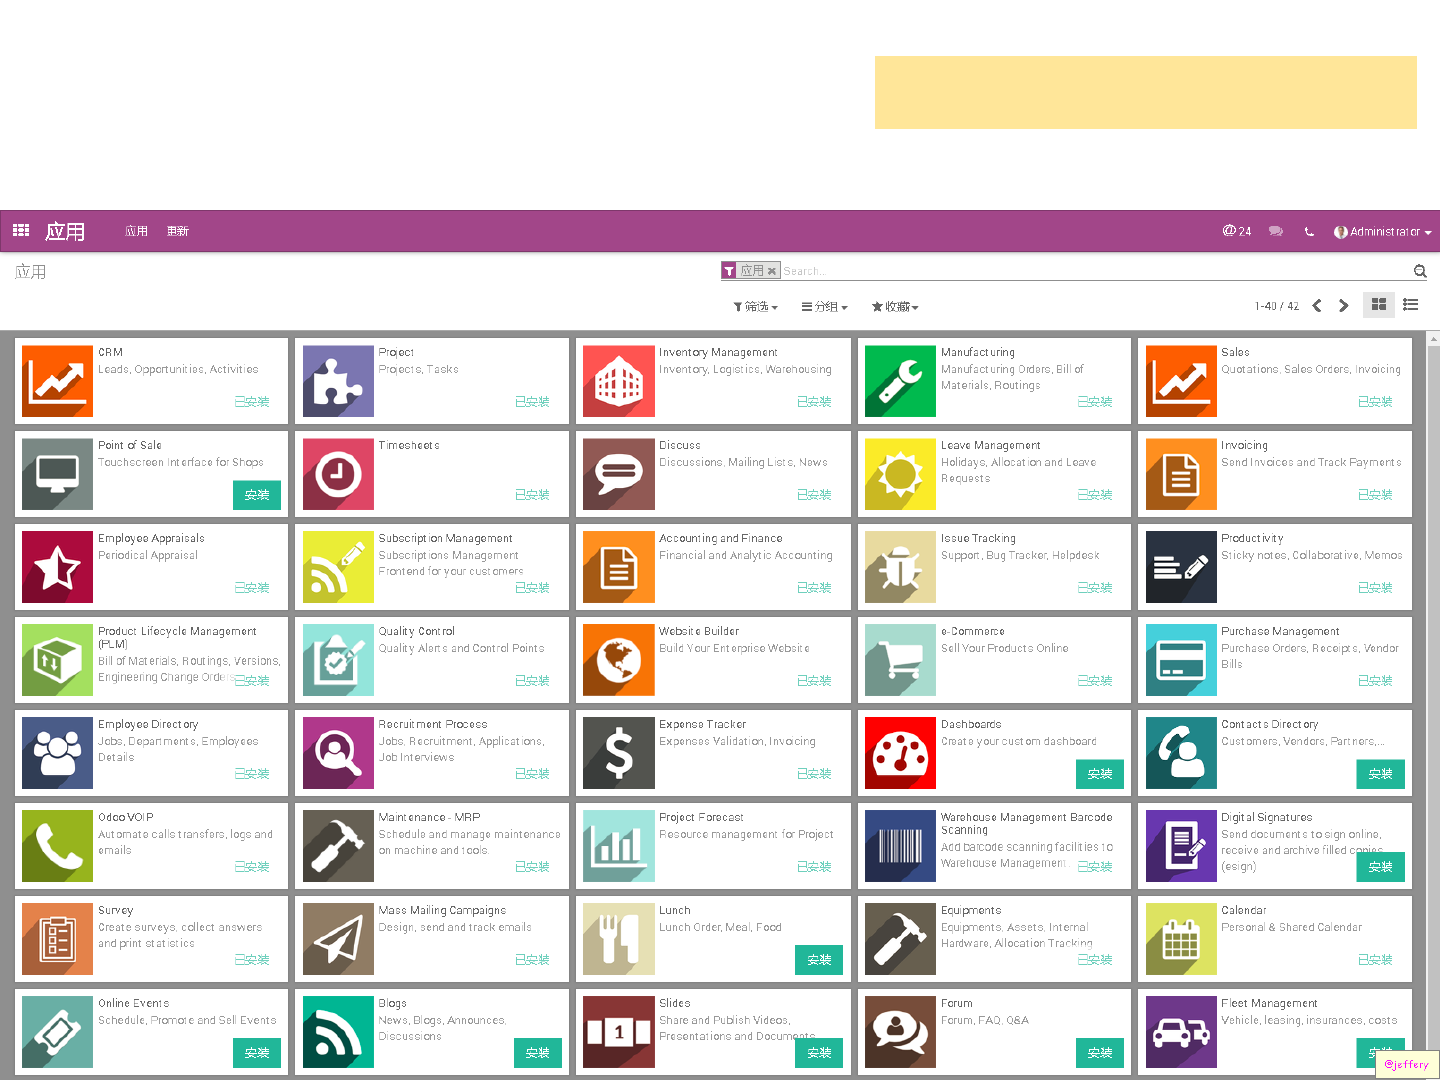 应用 应用 更新 @ 24 Administrator
应用 应用 × Search...
筛选 分组 收藏 1-40 / 42
CRM
Leads, Opportunities, Activities
已安装
Project
Projects, Tasks
已安装
Inventory Management
Inventory, Logistics, Warehousing
已安装
Manufacturing
Manufacturing Orders, Bill of
Materials, Routings
已安装
Sales
Quotations, Sales Orders, Invoicing
已安装
Point of Sale
Touchscreen Interface for Shops
安装
Timesheets
已安装
Discuss
Discussions, Mailing Lists, News
已安装
Leave Management
Holidays, Allocation and Leave
Requests
已安装
Invoicing
Send Invoices and Track Payments
已安装
Employee Appraisals
Periodical Appraisal
已安装
Subscription Management
Subscriptions Management
Frontend for your customers
已安装
Accounting and Finance
Financial and Analytic Accounting
已安装
Issue Tracking
Support, Bug Tracker, Helpdesk
已安装
Productivity
Sticky notes, Collaborative, Memos
已安装
Product Lifecycle Management
(PLM)
Bill of Materials, Routings, Versions,
Engineering Change Orders
已安装
Quality Control
Quality Alerts and Control Points
已安装
Website Builder
Build Your Enterprise Website
已安装
e-Commerce
Sell Your Products Online
已安装
Purchase Management
Purchase Orders, Receipts, Vendor
Bills
已安装
Employee Directory
Jobs, Departments, Employees
Details
已安装
Recruitment Process
Jobs, Recruitment, Applications,
Job Interviews
已安装
Expense Tracker
Expenses Validation, Invoicing
已安装
Dashboards
Create your custom dashboard
安装
Contacts Directory
Customers, Vendors, Partners,...
安装
Odoo VOIP
Automate calls transfers, logs and
emails
已安装
Maintenance - MRP
Schedule and manage maintenance
on machine and tools.
已安装
Project Forecast
Resource management for Project
已安装
Warehouse Management Barcode
Scanning
Add barcode scanning facilities to
Warehouse Management.
已安装
Digital Signatures
Send documents to sign online,
receive and archive filled copies
(esign)
安装
Survey
Create surveys, collect answers
and print statistics
已安装
Mass Mailing Campaigns
Design, send and track emails
已安装
Lunch
Lunch Order, Meal, Food
安装
Equipments
Equipments, Assets, Internal
Hardware, Allocation Tracking
已安装
Calendar
Personal & Shared Calendar
已安装
Online Events
Schedule, Promote and Sell Events
安装
Blogs
News, Blogs, Announces,
Discussions
安装
1
Slides
Share and Publish Videos,
Presentations and Documents
安装
Forum
Forum, FAQ, Q&A
安装
Fleet Management
Vehicle, leasing, insurances, costs
安装
@jeffery